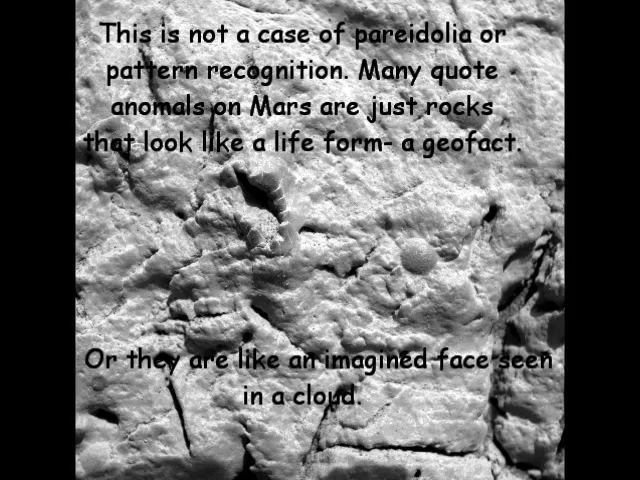 This is not a case of pareidolia or
pattern recognition. Many quote
anomals on Mars are just rocks
that look like a life form- a geofact.
Or they are like an imagined face seen
in a cloud.